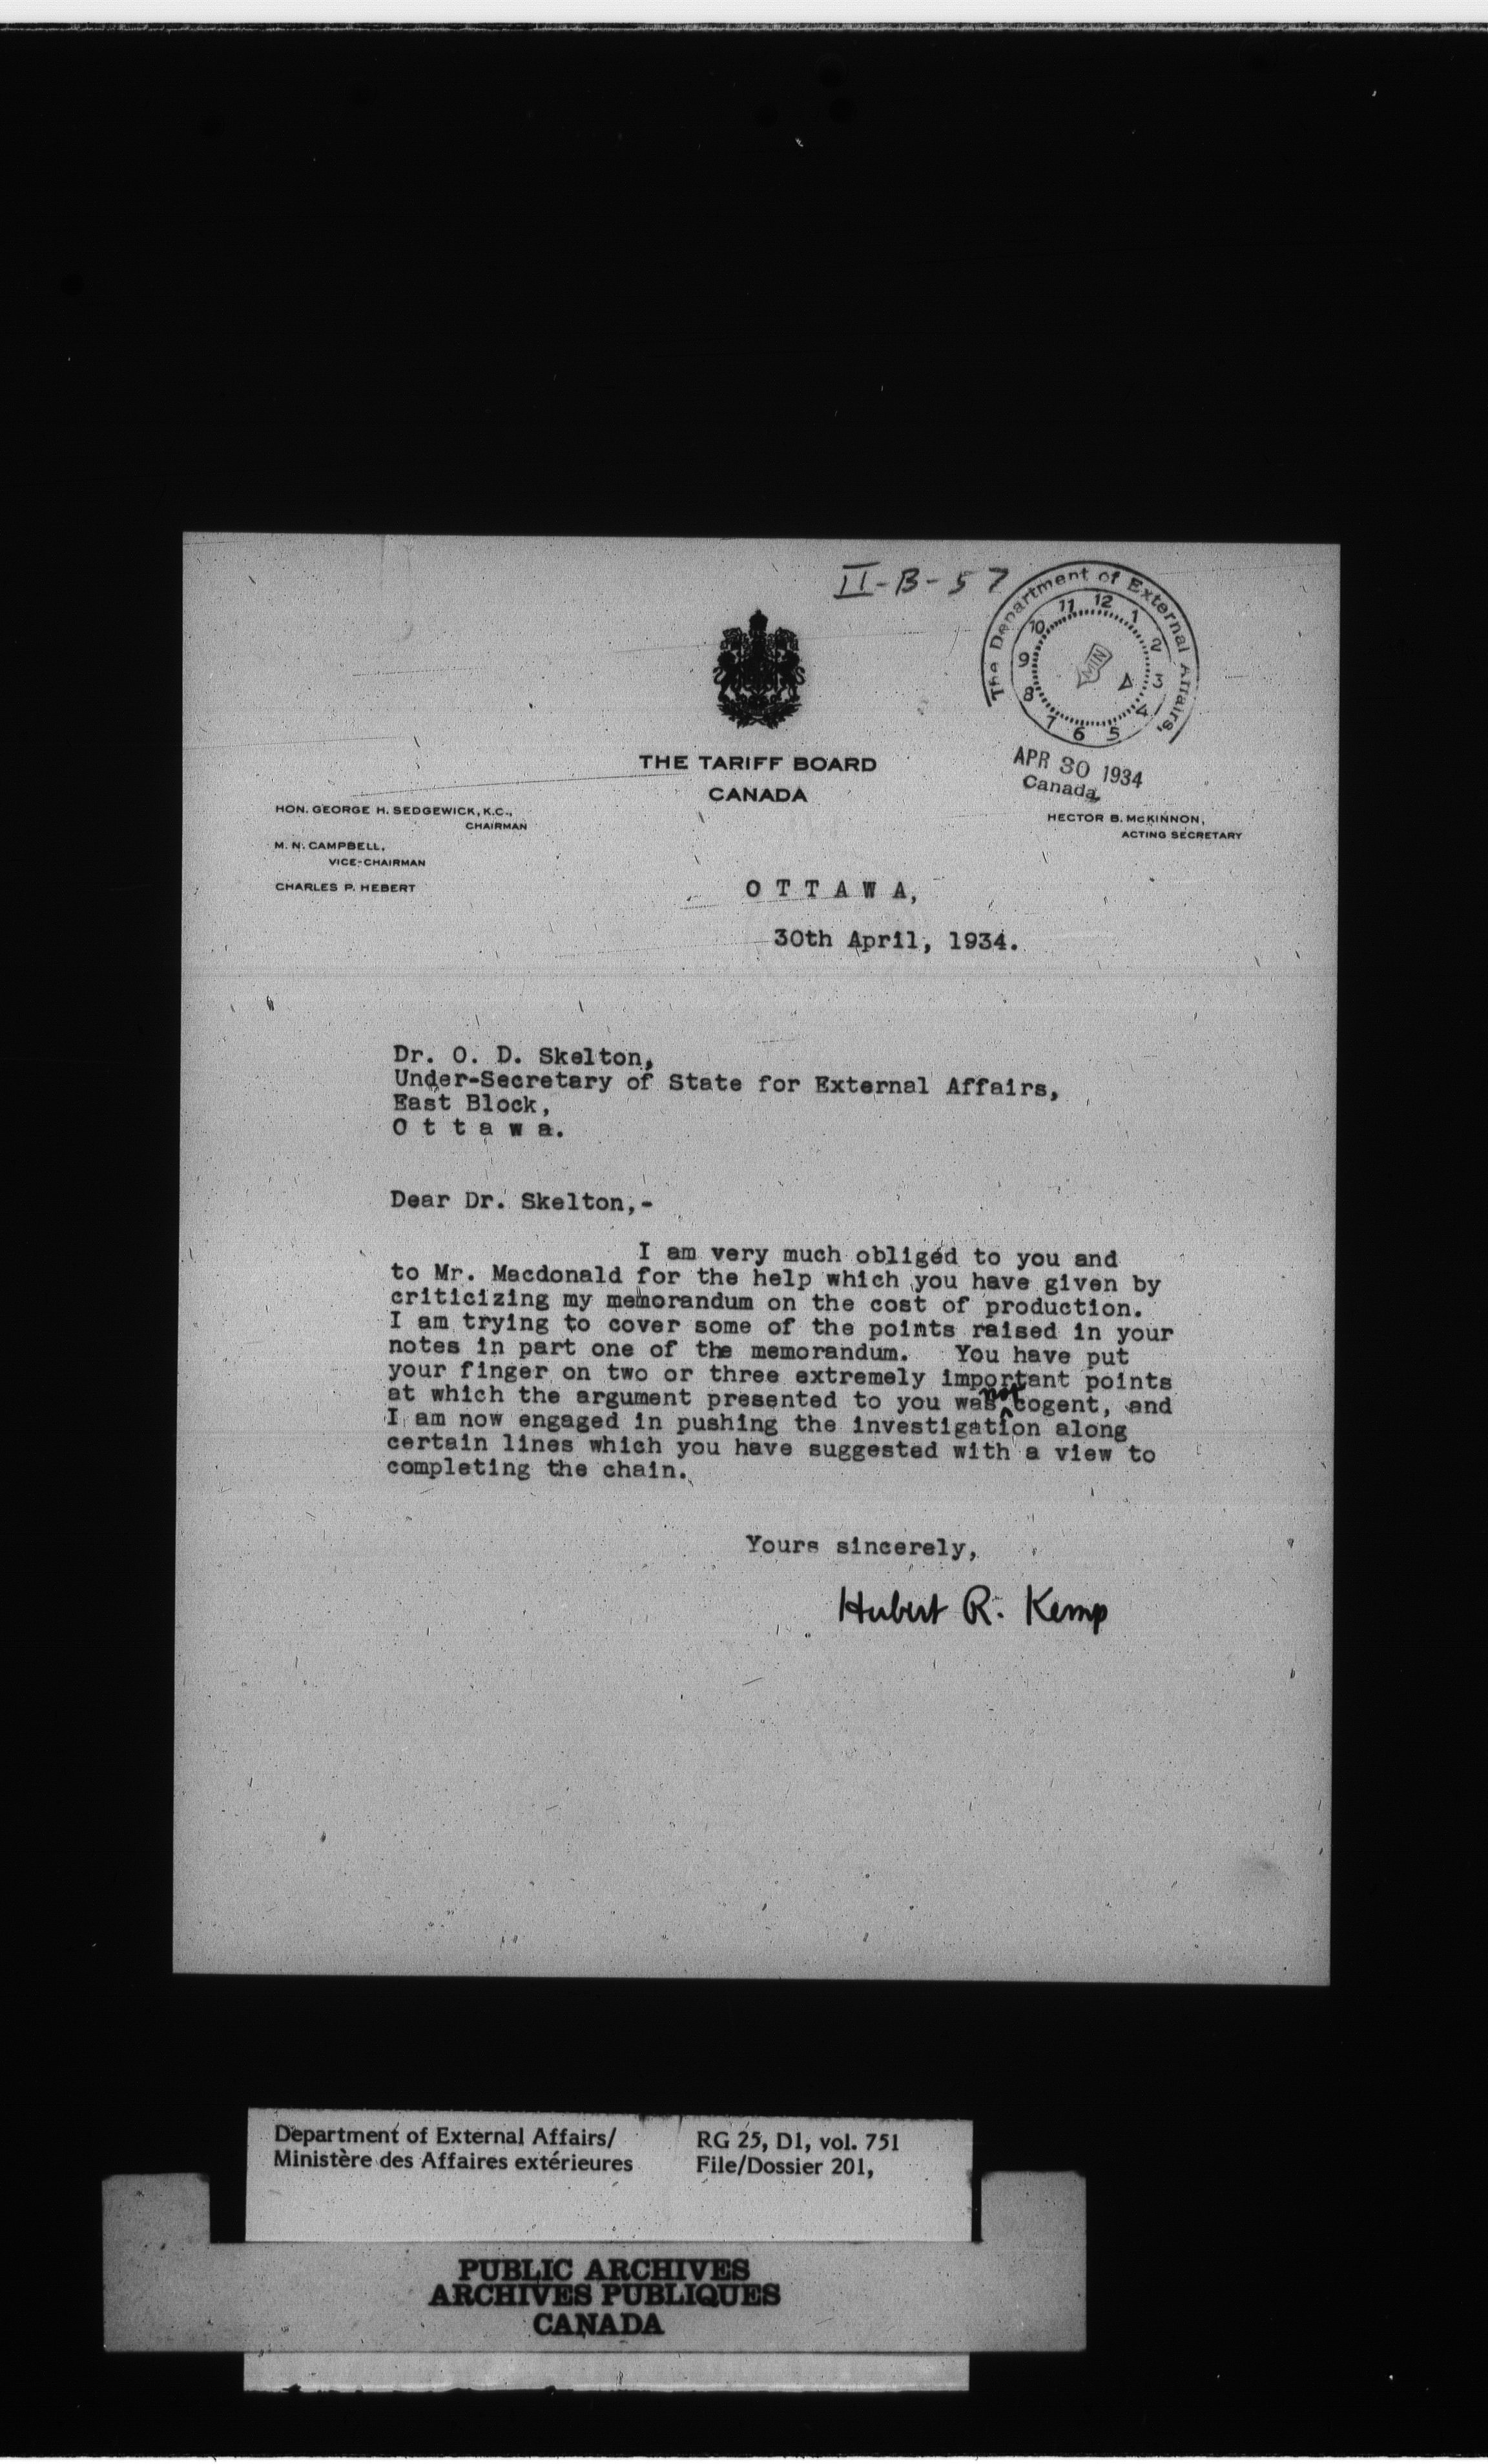 II-B-57
The Department of External Affairs,
11 12 1
10 2
9 3
8 4
7 6 5
MIN
APR 30 1934
Canada
THE TARIFF BOARD
CANADA
HON. GEORGE H. SEDGEWICK, K.C.,
CHAIRMAN
M. N. CAMPBELL,
VICE-CHAIRMAN
CHARLES P. HEBERT
HECTOR B. McKINNON,
ACTING SECRETARY
O T T A W A,
30th April, 1934.
Dr. O. D. Skelton,
Under-Secretary of State for External Affairs,
East Block,
O t t a w a.
Dear Dr. Skelton,-
I am very much obliged to you and
to Mr. Macdonald for the help which you have given by
criticizing my memorandum on the cost of production.
I am trying to cover some of the points raised in your
notes in part one of the memorandum. You have put
your finger on two or three extremely important points
at which the argument presented to you was not cogent, and
I am now engaged in pushing the investigation along
certain lines which you have suggested with a view to
completing the chain.
Yours sincerely,
Hubert R. Kemp
Department of External Affairs/
Ministère des Affaires extérieures
RG 25, D1, vol. 751
File/Dossier 201,
PUBLIC ARCHIVES
ARCHIVES PUBLIQUES
CANADA